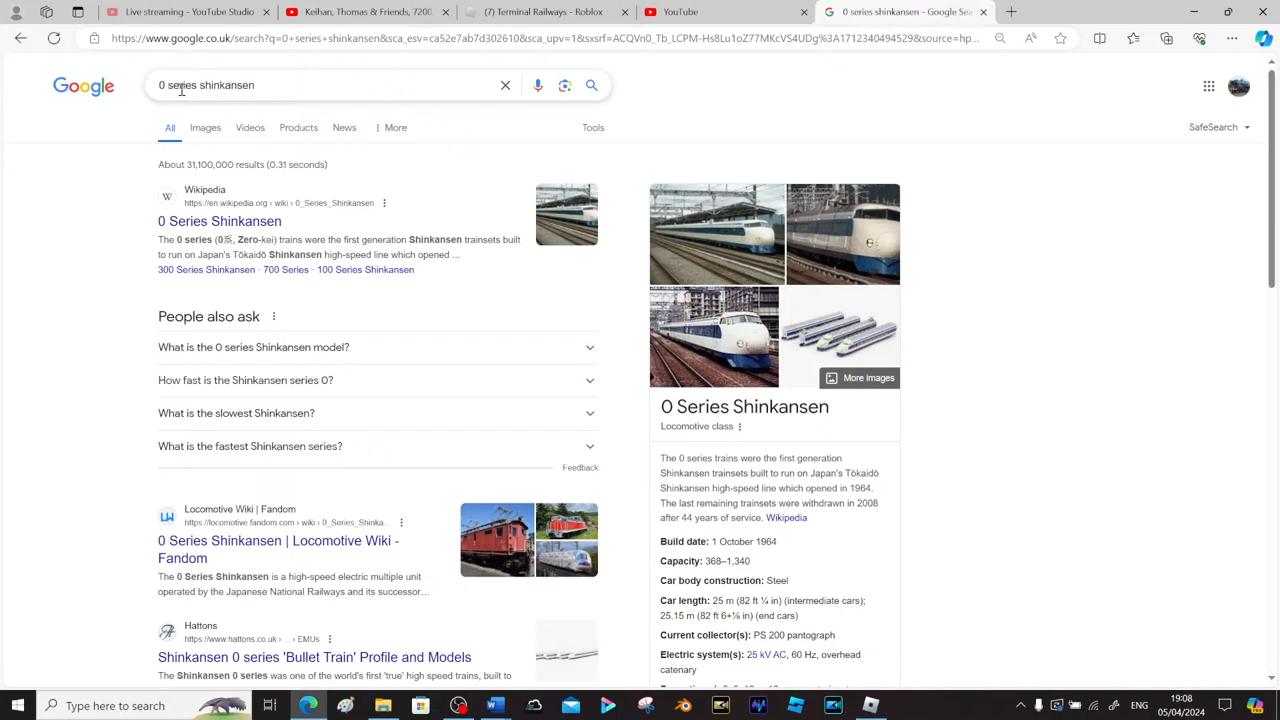 Live broadcast details - YouTu
Keihan and Friends, 7200
(7) Terminal Railways - Roblox
YouTube
0 series shinkansen - Google Sea
https://www.google.co.uk/search?q=0+series+shinkansen&sca_esv=ca52e7ab7d302610&sca_upv=1&sxsrf=ACQVn0_Tb_LCPM-Hs8Lu1oZ77MKcVS4UDg%3A1712340494529&source=hp...
Google
0 series shinkansen
All Images Videos Products News More Tools
SafeSearch
About 31,100,000 results (0.31 seconds)
W Wikipedia
https://en.wikipedia.org › wiki › 0_Series_Shinkansen
0 Series Shinkansen
The 0 series (0系, Zero-kei) trains were the first generation Shinkansen trainsets built
to run on Japan's Tōkaidō Shinkansen high-speed line which opened ...
300 Series Shinkansen · 700 Series · 100 Series Shinkansen
People also ask
What is the 0 series Shinkansen model?
How fast is the Shinkansen series 0?
What is the slowest Shinkansen?
What is the fastest Shinkansen series?
Feedback
Locomotive Wiki | Fandom
https://locomotive.fandom.com › wiki › 0_Series_Shinka...
0 Series Shinkansen | Locomotive Wiki -
Fandom
The 0 Series Shinkansen is a high-speed electric multiple unit
operated by the Japanese National Railways and its successor...
Hattons
https://www.hattons.co.uk › ... › EMUs
Shinkansen 0 series 'Bullet Train' Profile and Models
The Shinkansen 0 series was one of the world's first 'true' high speed trains, built to
More images
0 Series Shinkansen
Locomotive class
The 0 series trains were the first generation
Shinkansen trainsets built to run on Japan's Tōkaidō
Shinkansen high-speed line which opened in 1964.
The last remaining trainsets were withdrawn in 2008
after 44 years of service. Wikipedia
Build date: 1 October 1964
Capacity: 368–1,340
Car body construction: Steel
Car length: 25 m (82 ft ¼ in) (intermediate cars);
25.15 m (82 ft 6+⅛ in) (end cars)
Current collector(s): PS 200 pantograph
Electric system(s): 25 kV AC, 60 Hz, overhead
catenary
Type here to search
ENG
19:08
05/04/2024